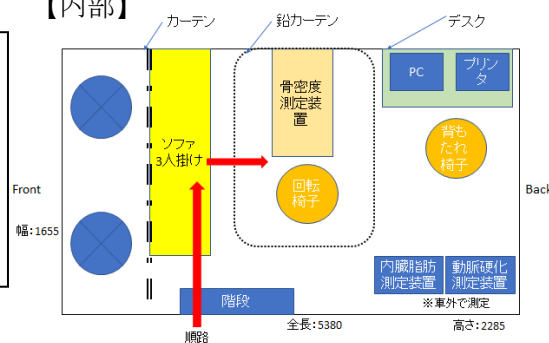 【内部】
カーテン
鉛カーテン
デスク
PC
プリン
タ
骨密度
測定装
置
ソファ
3人掛け
背も
たれ
椅子
回転
椅子
Front
Back
幅:1655
内臓脂肪
測定装置
動脈硬化
測定装置
階段
※車外で測定
順路
全長:5380
高さ:2285